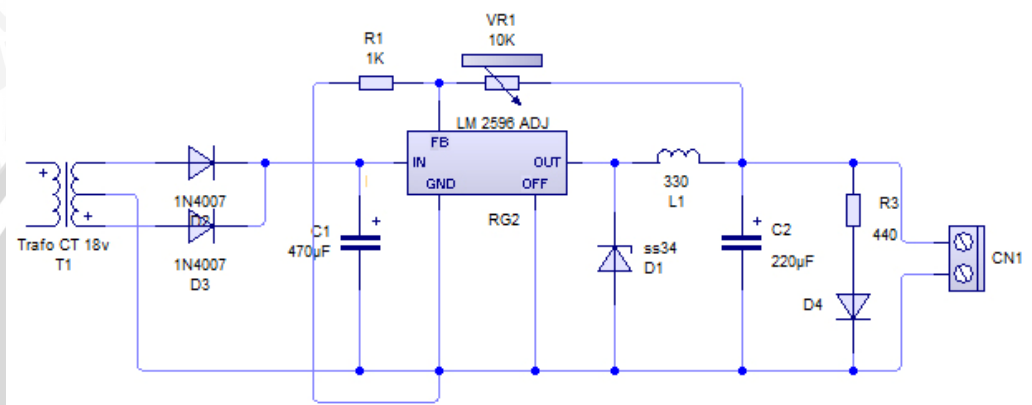 R1
1K
VR1
10K
LM 2596 ADJ
FB
IN
OUT
GND
OFF
RG2
1N4007
D2
1N4007
D3
Trafo CT 18v
T1
C1
470µF
330
L1
ss34
D1
C2
220µF
R3
440
D4
CN1